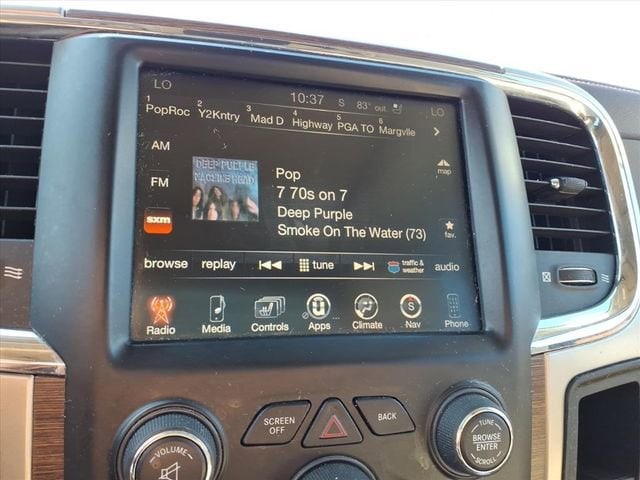 LO 10:37 S 83° out LO
1 PopRoc 2 Y2Kntry 3 Mad D 4 Highway 5 PGA TO 6 Margvlle
AM
FM
sxm
DEEP PURPLE
MACHINE HEAD
Pop
7 70s on 7
Deep Purple
Smoke On The Water (73)
map
fav.
browse replay tune traffic & weather audio
Radio Media Controls Apps Climate Nav Phone
SCREEN OFF
BACK
VOLUME
TUNE
BROWSE
ENTER
SCROLL